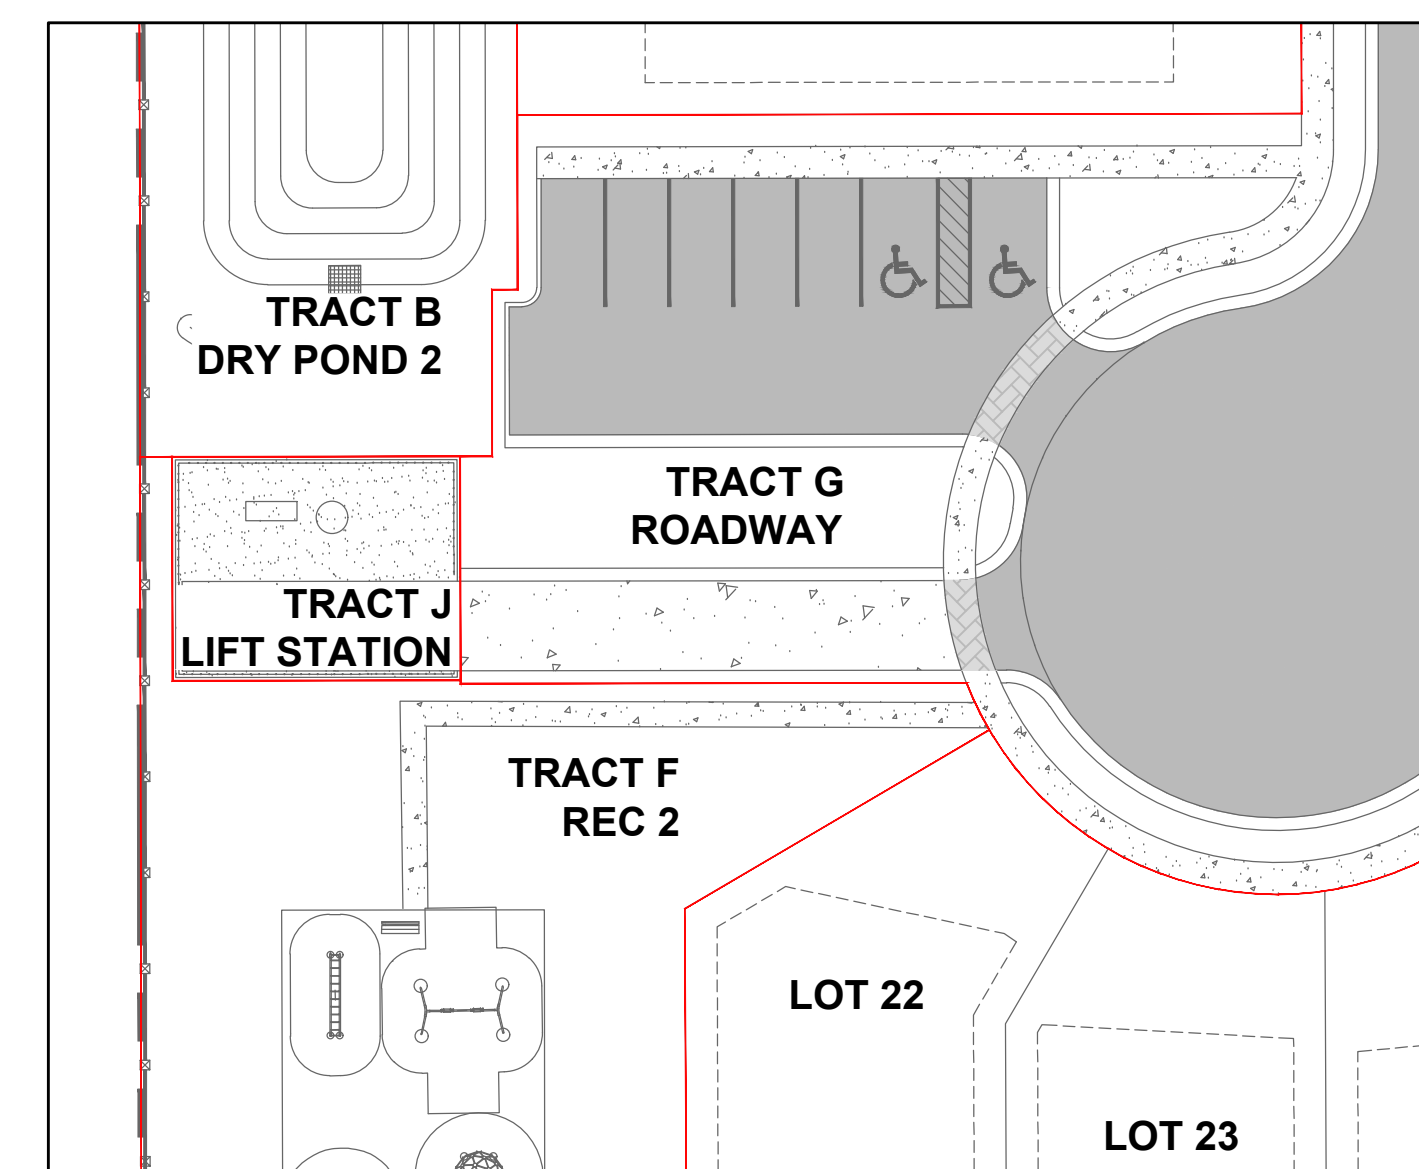 TRACT B
DRY POND 2
TRACT G
ROADWAY
TRACT J
LIFT STATION
TRACT F
REC 2
LOT 22
LOT 23